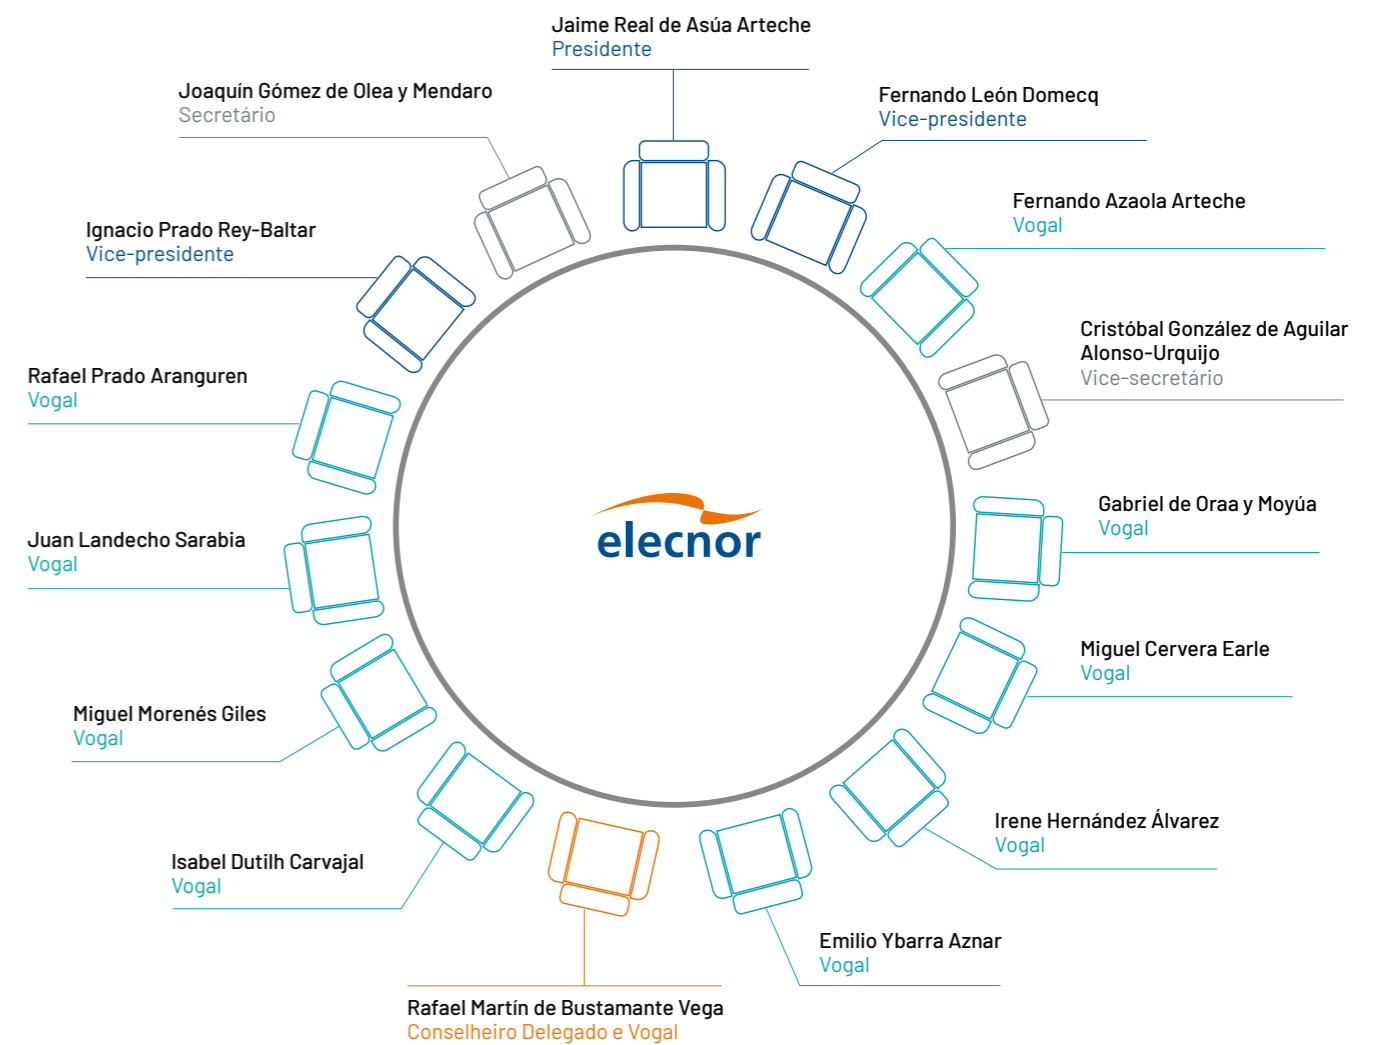 Jaime Real de Asúa Arteche
Presidente
Joaquín Gómez de Olea y Mendaro
Secretário
Fernando León Domecq
Vice-presidente
Fernando Azaola Arteche
Vogal
Ignacio Prado Rey-Baltar
Vice-presidente
Cristóbal González de Aguilar
Alonso-Urquijo
Vice-secretário
Rafael Prado Aranguren
Vogal
Gabriel de Oraa y Moyúa
Vogal
elecnor
Juan Landecho Sarabia
Vogal
Miguel Cervera Earle
Vogal
Miguel Morenés Giles
Vogal
Irene Hernández Álvarez
Vogal
Isabel Dutilh Carvajal
Vogal
Emilio Ybarra Aznar
Vogal
Rafael Martín de Bustamante Vega
Conselheiro Delegado e Vogal